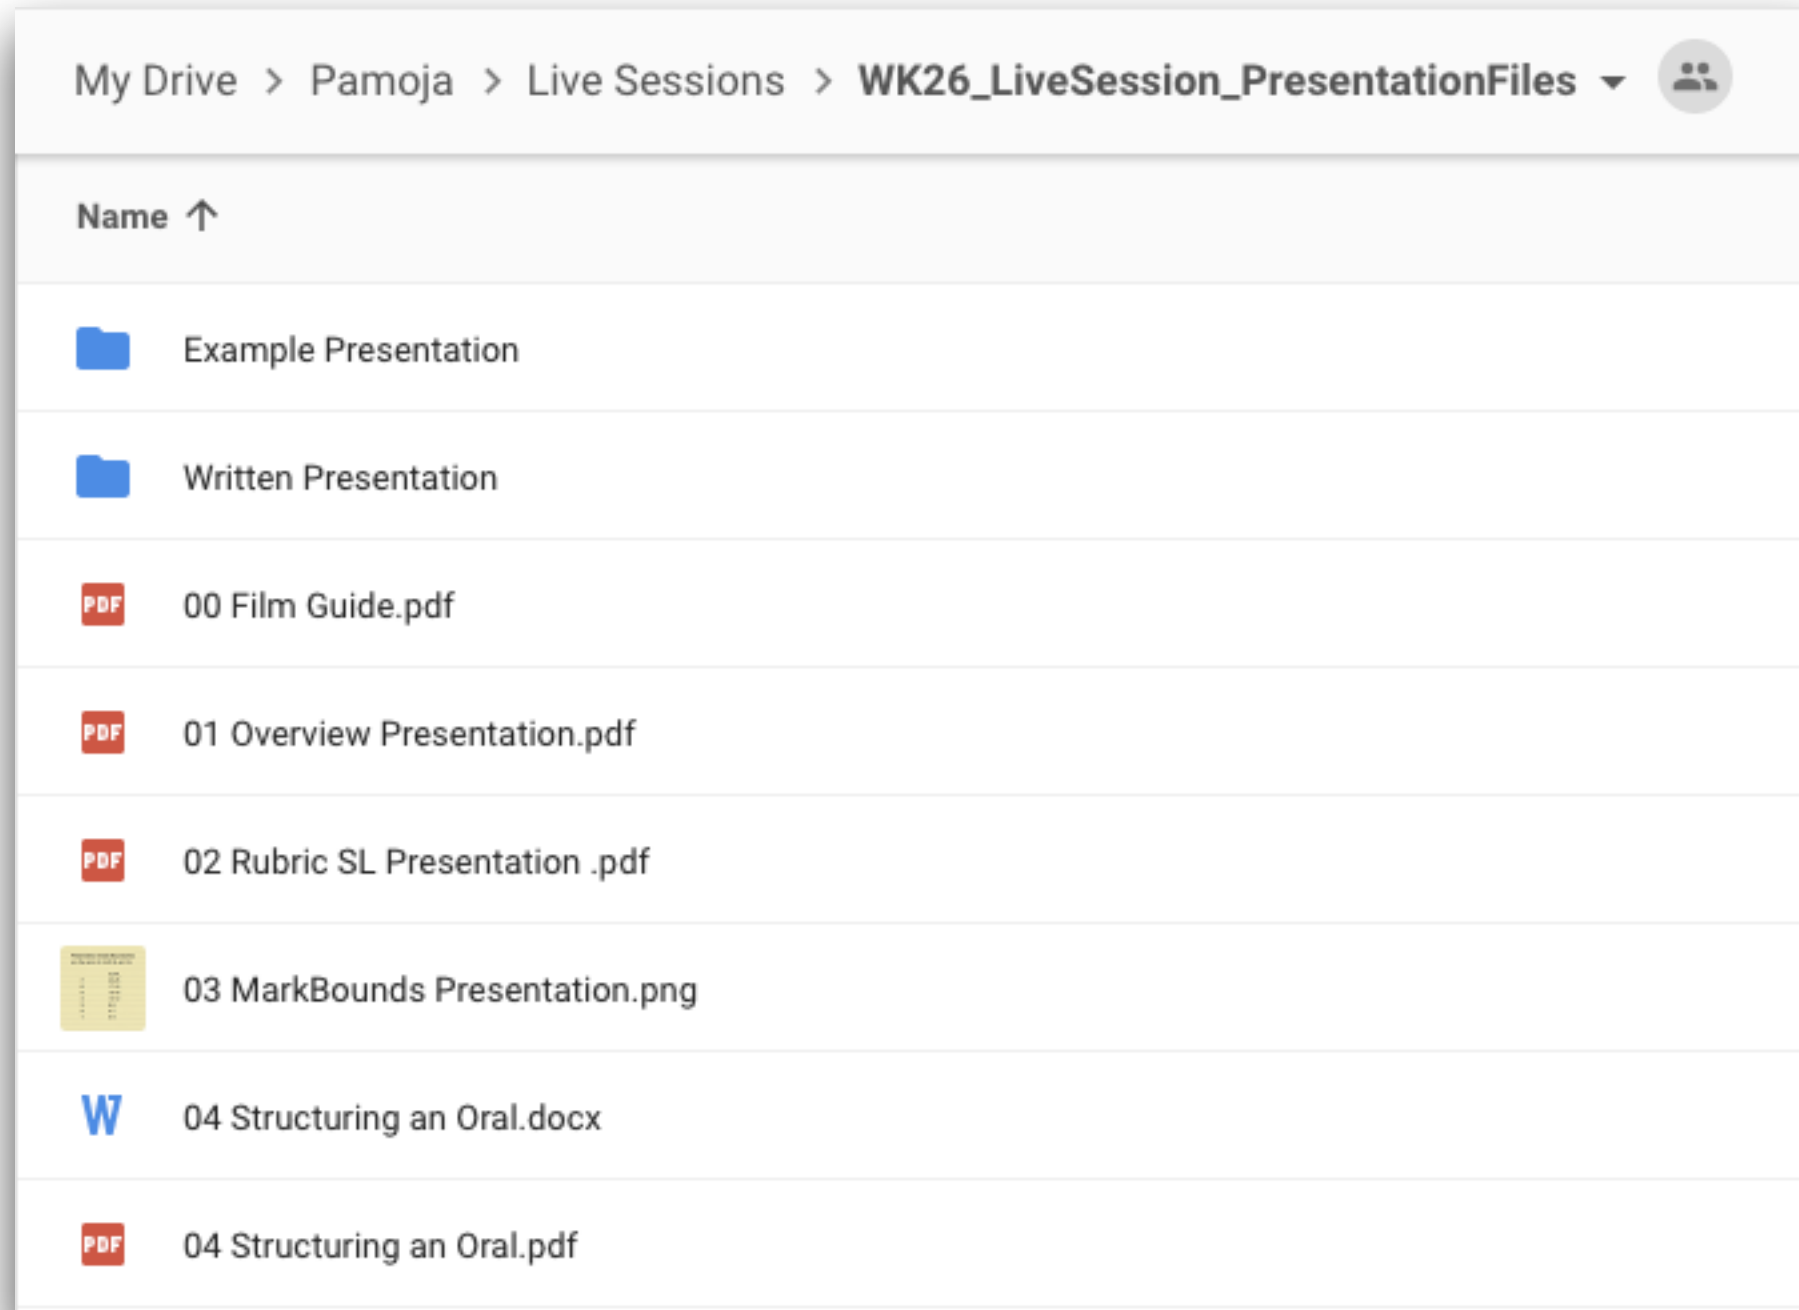 My Drive > Pamoja > Live Sessions > WK26_LiveSession_PresentationFiles
Name
Example Presentation
Written Presentation
PDF 00 Film Guide.pdf
PDF 01 Overview Presentation.pdf
PDF 02 Rubric SL Presentation .pdf
03 MarkBounds Presentation.png
W 04 Structuring an Oral.docx
PDF 04 Structuring an Oral.pdf